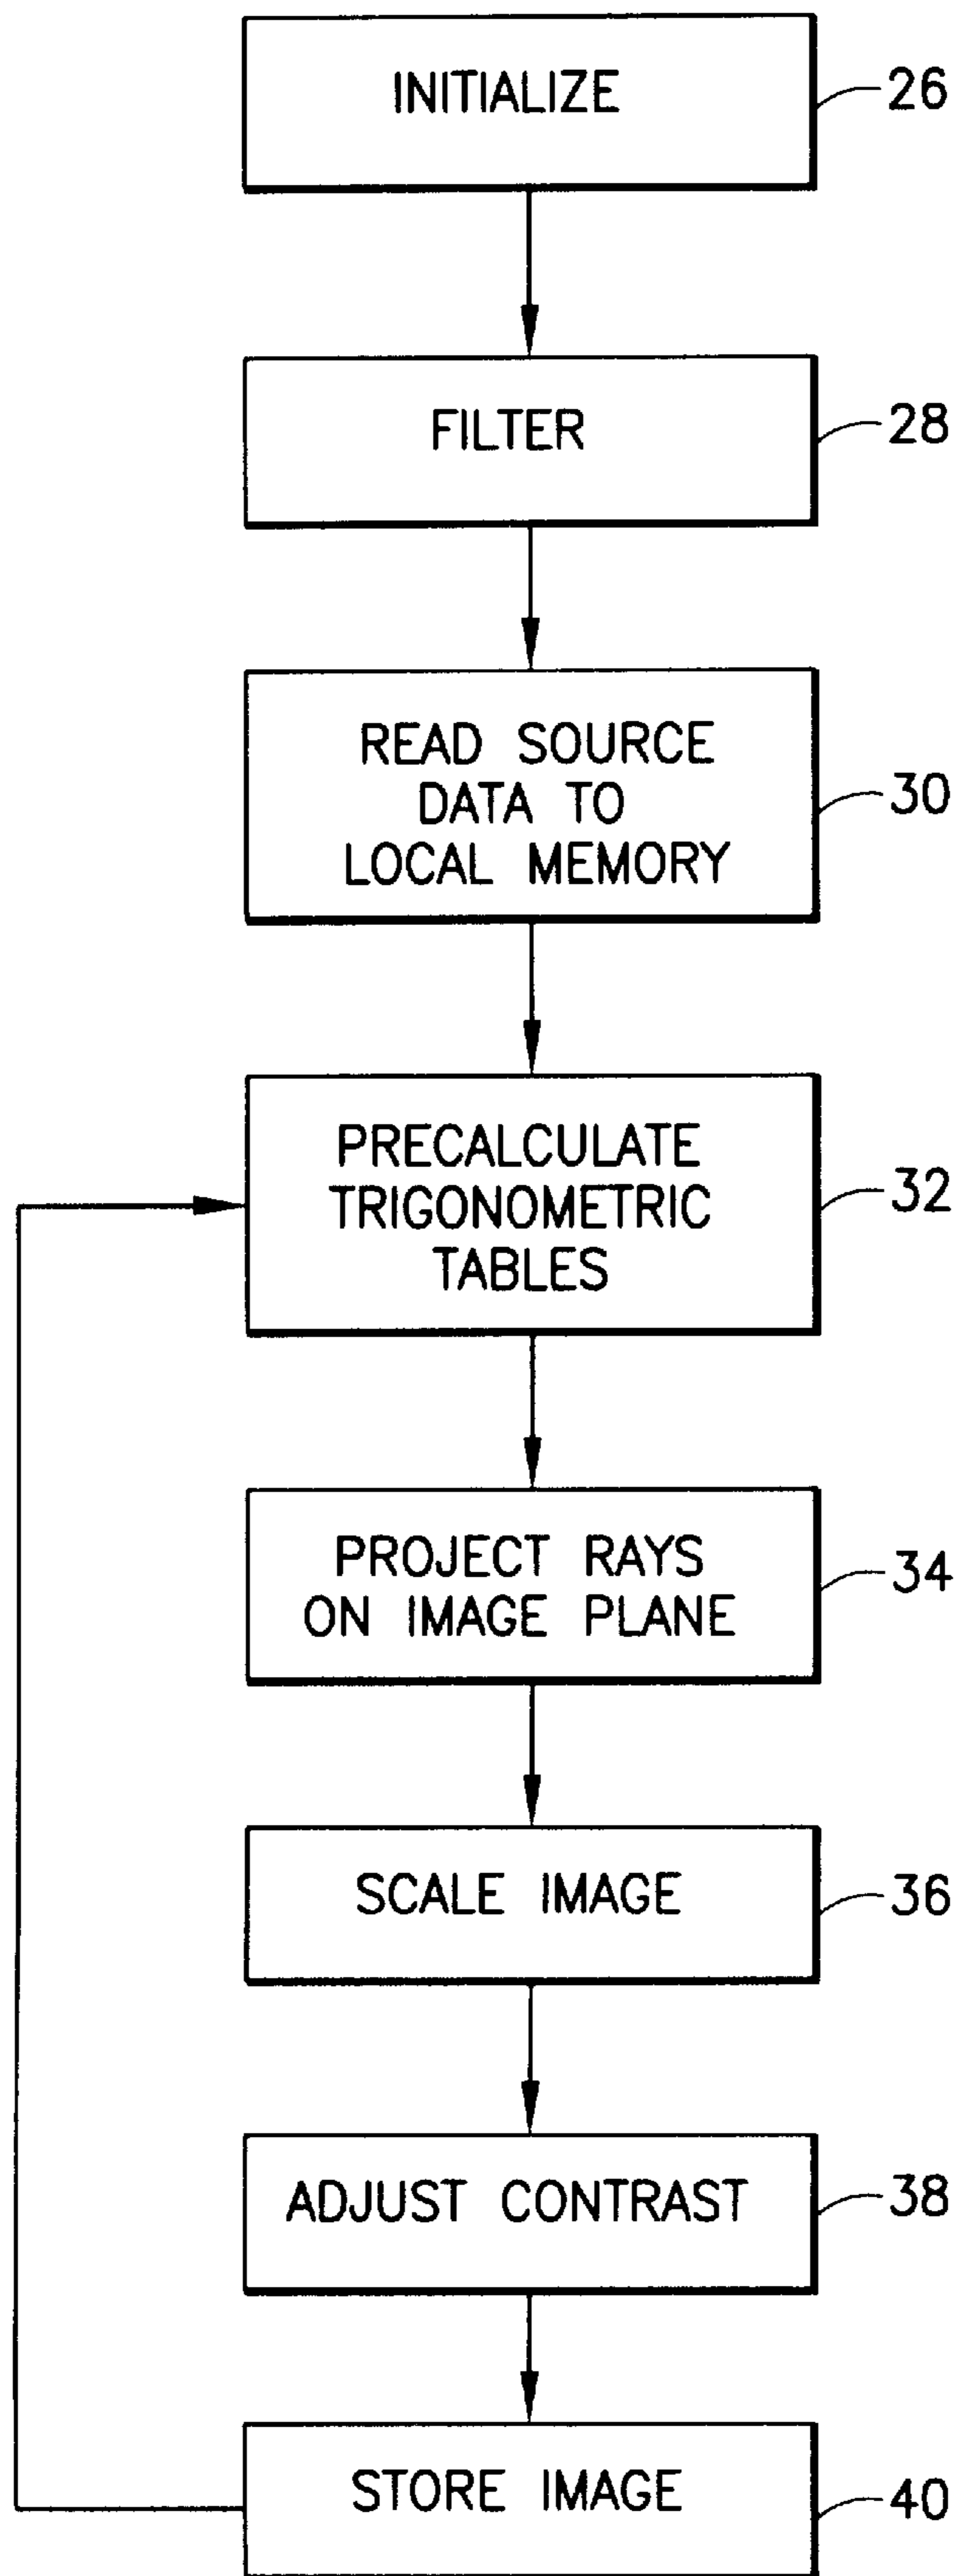 INITIALIZE
26
FILTER
28
READ SOURCE
DATA TO
LOCAL MEMORY
30
PRECALCULATE
TRIGONOMETRIC
TABLES
32
PROJECT RAYS
ON IMAGE PLANE
34
SCALE IMAGE
36
ADJUST CONTRAST
38
STORE IMAGE
40